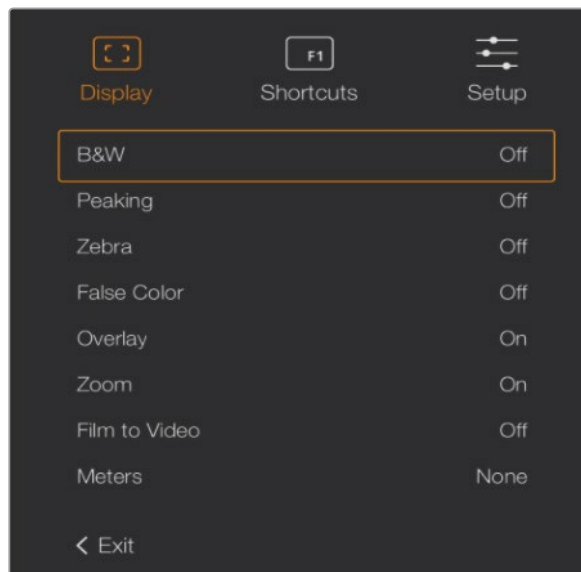 F1
Display Shortcuts Setup
B&W Off
Peaking Off
Zebra Off
False Color Off
Overlay On
Zoom On
Film to Video Off
Meters None
Exit